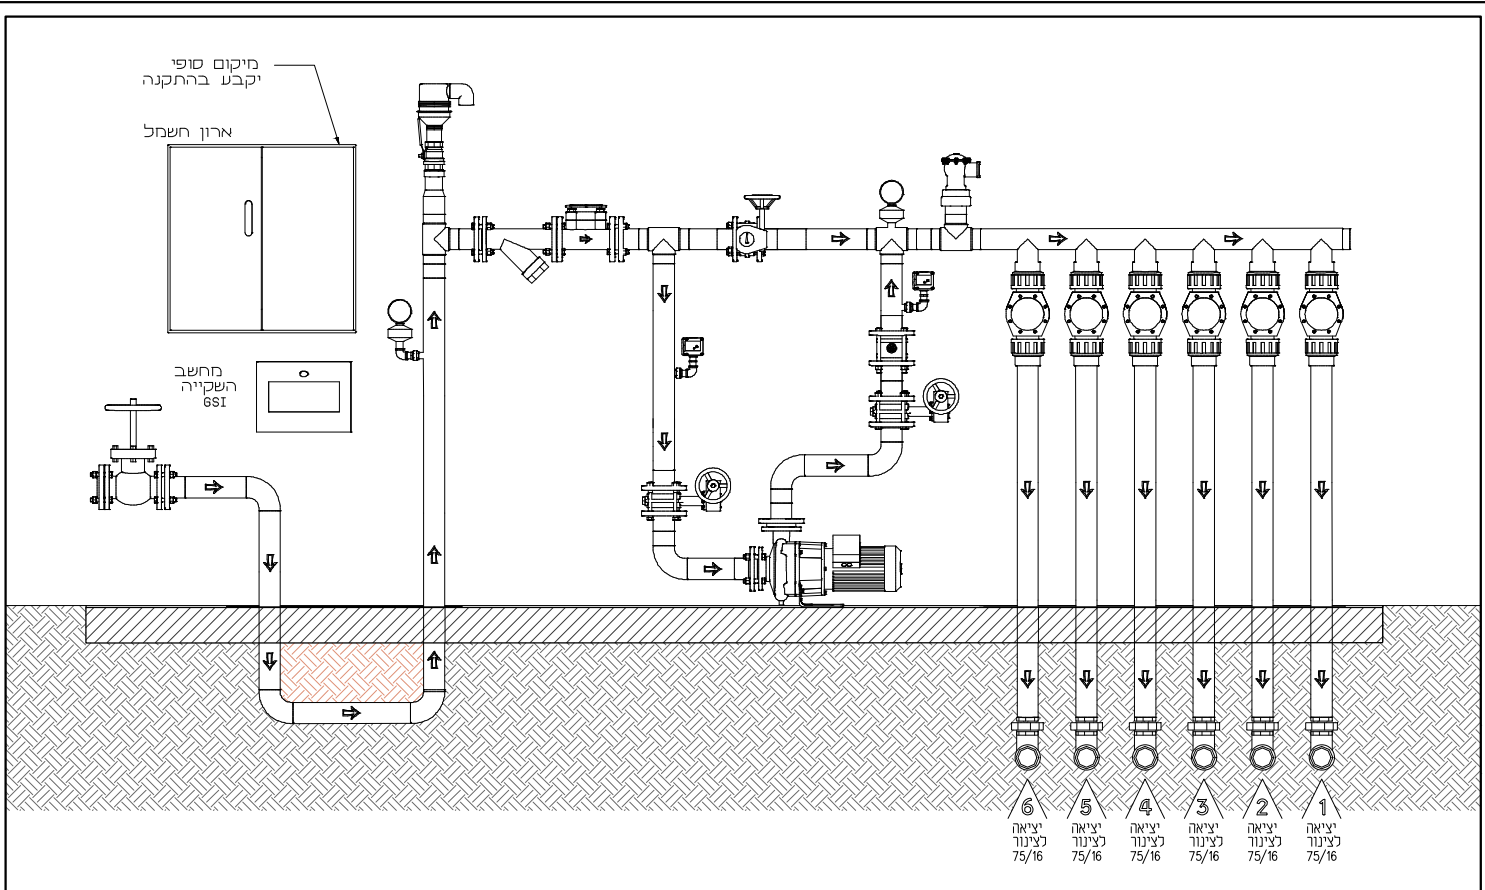 מיקום סופי
יקבע בהתקנה
ארון חשמל
מחשב
השקייה
GSI
6
יציאה
לצינור
75/16
5
יציאה
לצינור
75/16
4
יציאה
לצינור
75/16
3
יציאה
לצינור
75/16
2
יציאה
לצינור
75/16
1
יציאה
לצינור
75/16